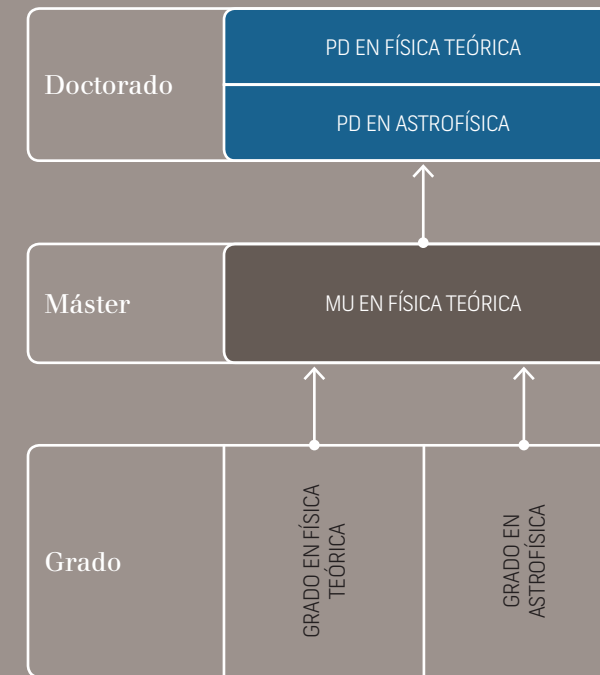 Doctorado
PD EN FÍSICA TEÓRICA
PD EN ASTROFÍSICA
Máster
MU EN FÍSICA TEÓRICA
Grado
GRADO EN FÍSICA
TEÓRICA
GRADO EN
ASTROFÍSICA